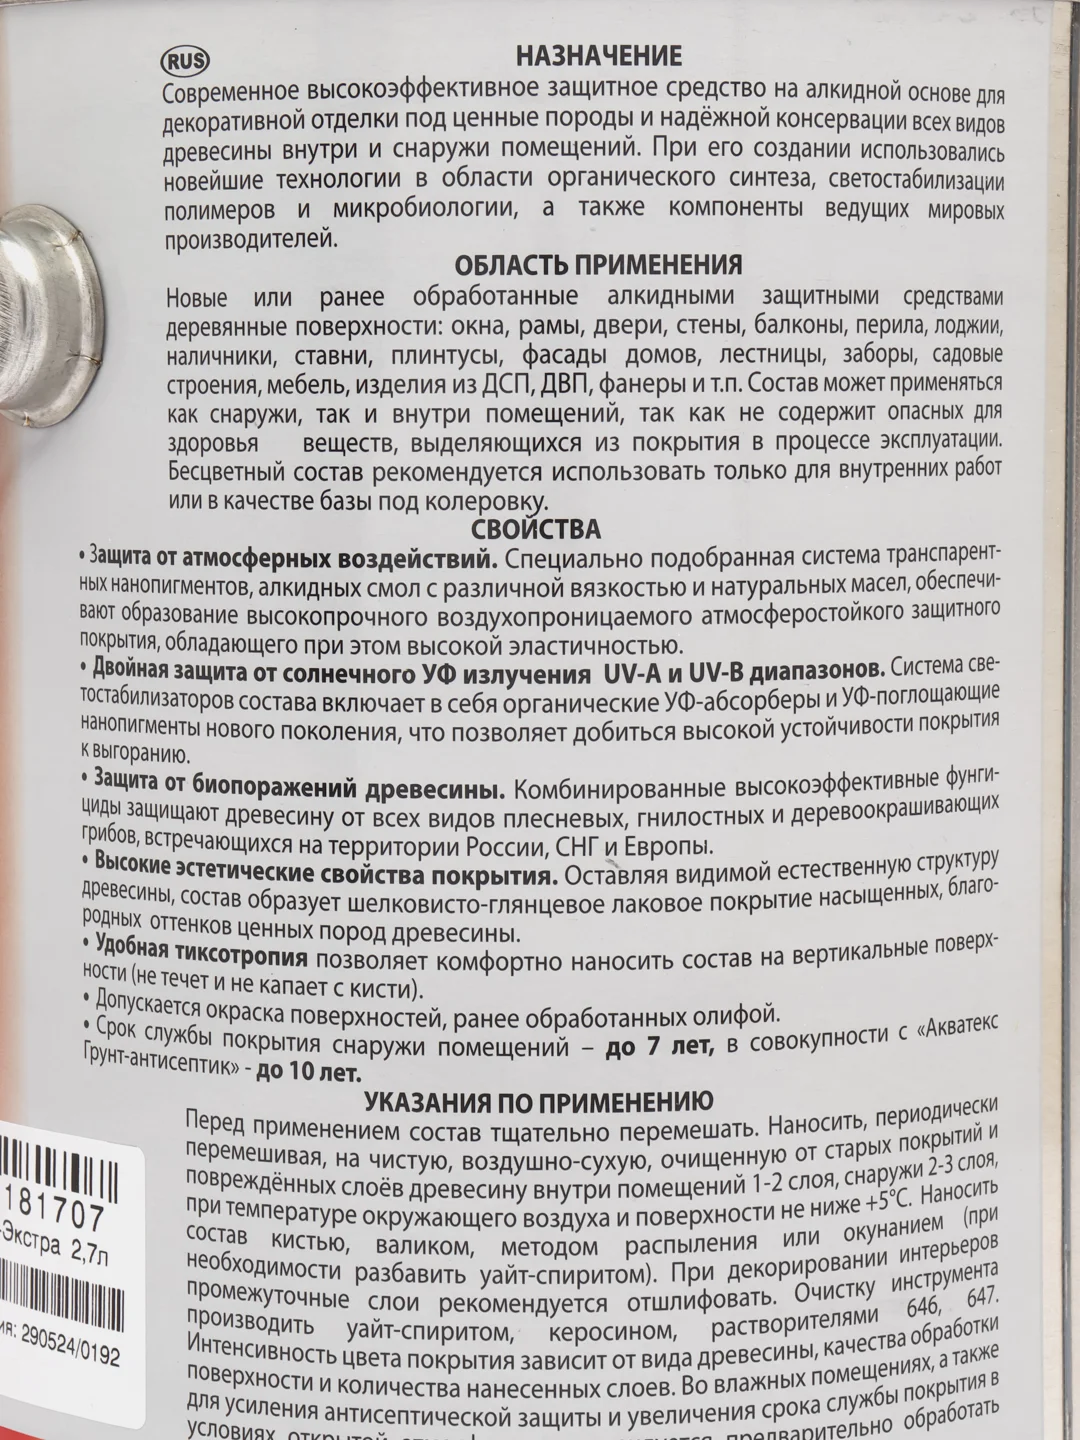 RUS
НАЗНАЧЕНИЕ
Современное высокоэффективное защитное средство на алкидной основе для
декоративной отделки под ценные породы и надёжной консервации всех видов
древесины внутри и снаружи помещений. При его создании использовались
новейшие технологии в области органического синтеза, светостабилизации
полимеров и микробиологии, а также компоненты ведущих мировых
производителей.
ОБЛАСТЬ ПРИМЕНЕНИЯ
Новые или ранее обработанные алкидными защитными средствами
деревянные поверхности: окна, рамы, двери, стены, балконы, перила, лоджии,
наличники, ставни, плинтусы, фасады домов, лестницы, заборы, садовые
строения, мебель, изделия из ДСП, ДВП, фанеры и т.п. Состав может применяться
как снаружи, так и внутри помещений, так как не содержит опасных для
здоровья веществ, выделяющихся из покрытия в процессе эксплуатации.
Бесцветный состав рекомендуется использовать только для внутренних работ
или в качестве базы под колеровку.
СВОЙСТВА
• Защита от атмосферных воздействий. Специально подобранная система транспарент-
ных нанопигментов, алкидных смол с различной вязкостью и натуральных масел, обеспечи-
вают образование высокопрочного воздухопроницаемого атмосферостойкого защитного
покрытия, обладающего при этом высокой эластичностью.
• Двойная защита от солнечного УФ излучения UV-A и UV-B диапазонов. Система све-
тостабилизаторов состава включает в себя органические УФ-абсорберы и УФ-поглощающие
нанопигменты нового поколения, что позволяет добиться высокой устойчивости покрытия
к выгоранию.
• Защита от биопоражений древесины. Комбинированные высокоэффективные фунги-
циды защищают древесину от всех видов плесневых, гнилостных и деревоокрашивающих
грибов, встречающихся на территории России, СНГ и Европы.
• Высокие эстетические свойства покрытия. Оставляя видимой естественную структуру
древесины, состав образует шелковисто-глянцевое лаковое покрытие насыщенных, благо-
родных оттенков ценных пород древесины.
• Удобная тиксотропия позволяет комфортно наносить состав на вертикальные поверх-
ности (не течет и не капает с кисти).
• Допускается окраска поверхностей, ранее обработанных олифой.
• Срок службы покрытия снаружи помещений – до 7 лет, в совокупности с «Акватекс
Грунт-антисептик» - до 10 лет.
УКАЗАНИЯ ПО ПРИМЕНЕНИЮ
Перед применением состав тщательно перемешать. Наносить, периодически
перемешивая, на чистую, воздушно-сухую, очищенную от старых покрытий и
повреждённых слоёв древесину внутри помещений 1-2 слоя, снаружи 2-3 слоя,
при температуре окружающего воздуха и поверхности не ниже +5°С. Наносить
состав кистью, валиком, методом распыления или окунанием (при
необходимости разбавить уайт-спиритом). При декорировании интерьеров
промежуточные слои рекомендуется отшлифовать. Очистку инструмента
производить уайт-спиритом, керосином, растворителями 646, 647.
Интенсивность цвета покрытия зависит от вида древесины, качества обработки
поверхности и количества нанесенных слоев. Во влажных помещениях, а также
для усиления антисептической защиты и увеличения срока службы покрытия в
условиях открытой предварительно обработать
181707
-Экстра 2,7л
ия: 290524/0192